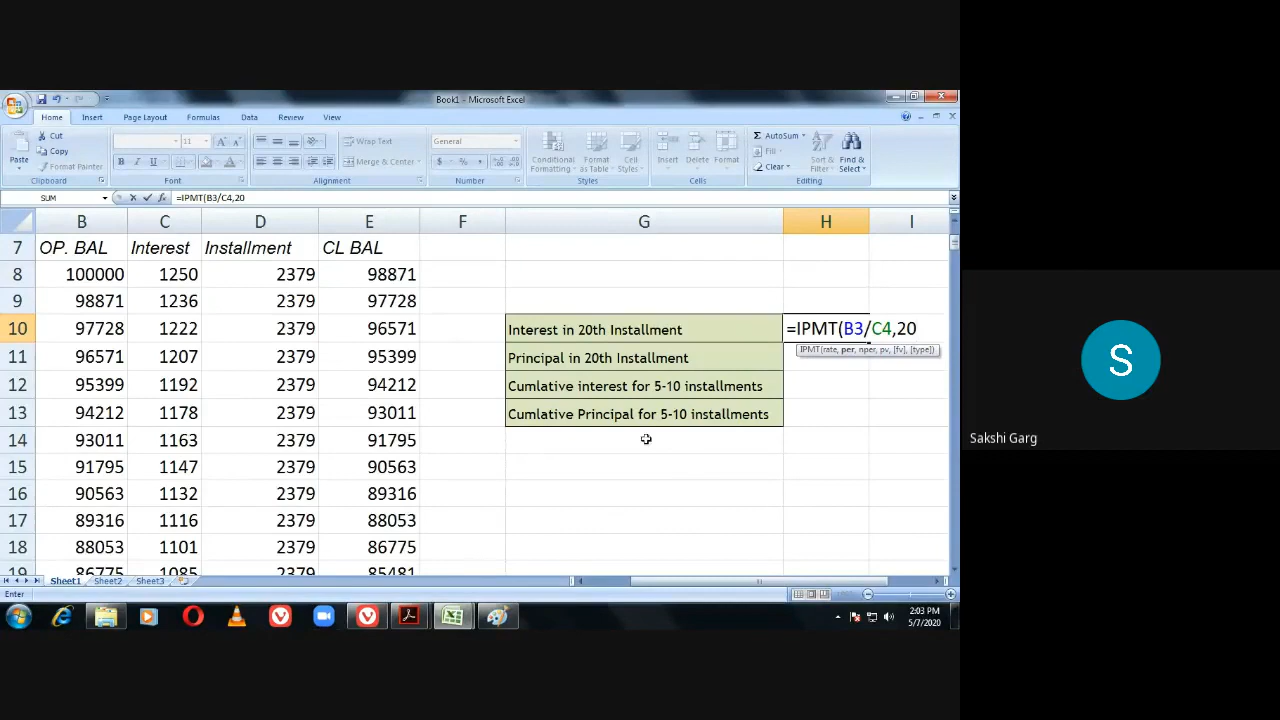 Book1 - Microsoft Excel
Home Insert Page Layout Formulas Data Review View
Paste
Cut
Copy
Format Painter
Clipboard
11
Font
Wrap Text
Merge & Center
Alignment
General
Number
Conditional Formatting
Format as Table
Cell Styles
Styles
Insert Delete Format
Cells
AutoSum
Fill
Clear
Sort & Filter
Find & Select
Editing
SUM =IPMT(B3/C4,20
B C D E F G H I
7 OP. BAL Interest Installment CL BAL
8 100000 1250 2379 98871
9 98871 1236 2379 97728
10 97728 1222 2379 96571 Interest in 20th Installment =IPMT(B3/C4,20
IPMT(rate, per, nper, pv, [fv], [type])
11 96571 1207 2379 95399 Principal in 20th Installment
12 95399 1192 2379 94212 Cumlative interest for 5-10 installments
13 94212 1178 2379 93011 Cumlative Principal for 5-10 installments
14 93011 1163 2379 91795
15 91795 1147 2379 90563
16 90563 1132 2379 89316
17 89316 1116 2379 88053
18 88053 1101 2379 86775
19 86775 1085 2379 85481
Sheet1 Sheet2 Sheet3
Enter
2:03 PM
5/7/2020
S
Sakshi Garg